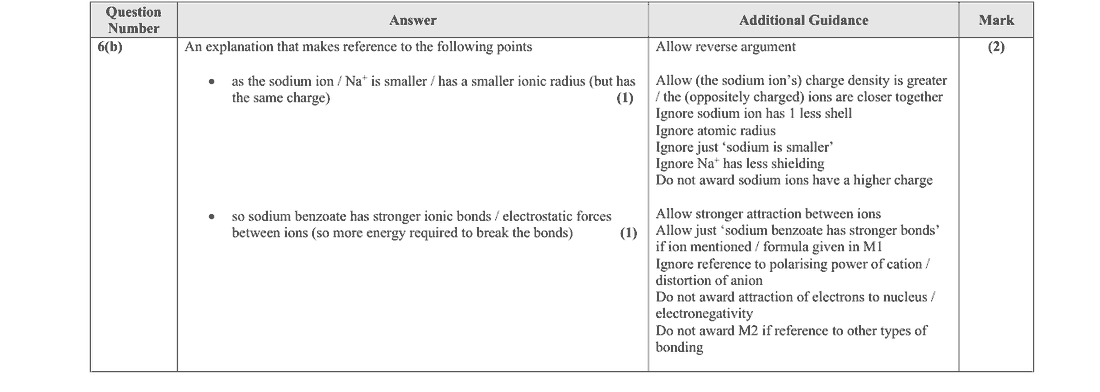 Question Number
Answer
Additional Guidance
Mark
6(b)
An explanation that makes reference to the following points
Allow reverse argument
(2)
• as the sodium ion / Na⁺ is smaller / has a smaller ionic radius (but has
the same charge) (1)
Allow (the sodium ion's) charge density is greater
/ the (oppositely charged) ions are closer together
Ignore sodium ion has 1 less shell
Ignore atomic radius
Ignore just 'sodium is smaller'
Ignore Na⁺ has less shielding
Do not award sodium ions have a higher charge
• so sodium benzoate has stronger ionic bonds / electrostatic forces
between ions (so more energy required to break the bonds) (1)
Allow stronger attraction between ions
Allow just 'sodium benzoate has stronger bonds'
if ion mentioned / formula given in M1
Ignore reference to polarising power of cation /
distortion of anion
Do not award attraction of electrons to nucleus /
electronegativity
Do not award M2 if reference to other types of
bonding